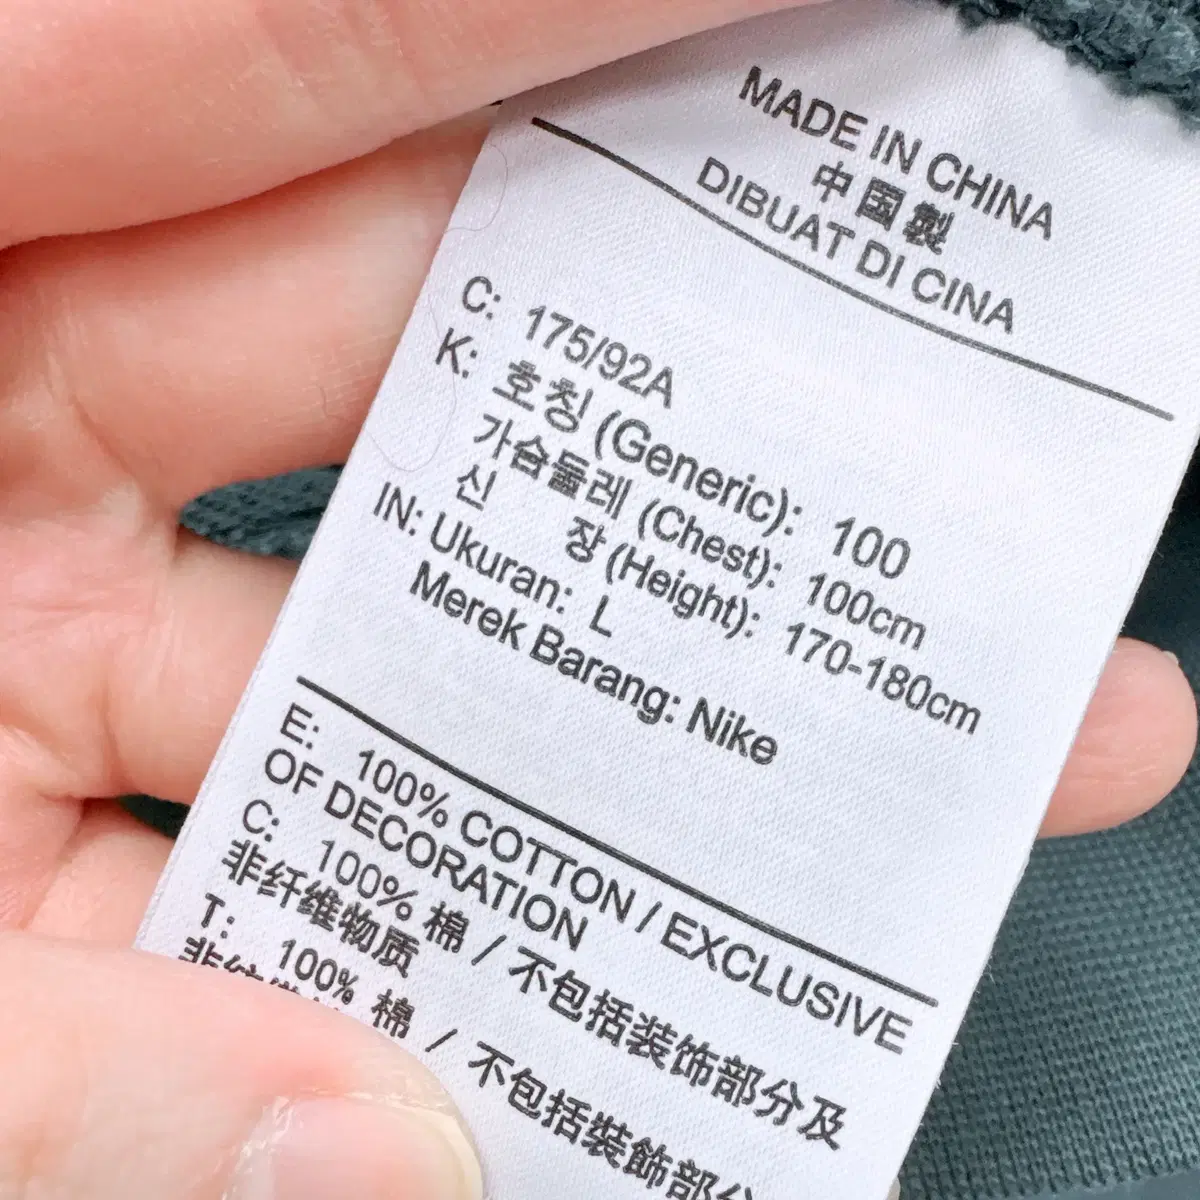 MADE IN CHINA
中國製
DIBUAT DI CINA
C: 175/92A
K: 호칭 (Generic): 100
가슴둘레 (Chest): 100cm
신 장 (Height): 170-180cm
IN: Ukuran: L
Merek Barang: Nike
E: 100% COTTON / EXCLUSIVE
OF DECORATION
C: 100% 棉 / 不包括装饰部分及
非纤维物质
T: 100% 棉 / 不包括裝飾部分